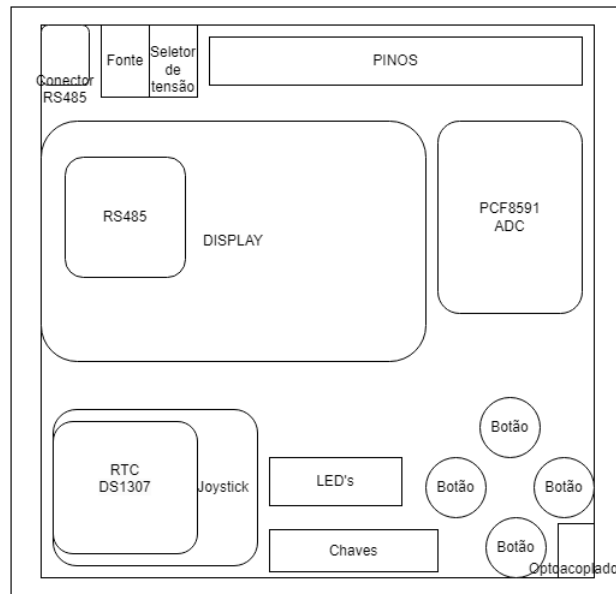 Conector
RS485
Fonte
Seletor
de
tensão
PINOS
RS485
DISPLAY
PCF8591
ADC
RTC
DS1307
Joystick
LED's
Chaves
Botão
Botão
Botão
Botão
Optoacoplado